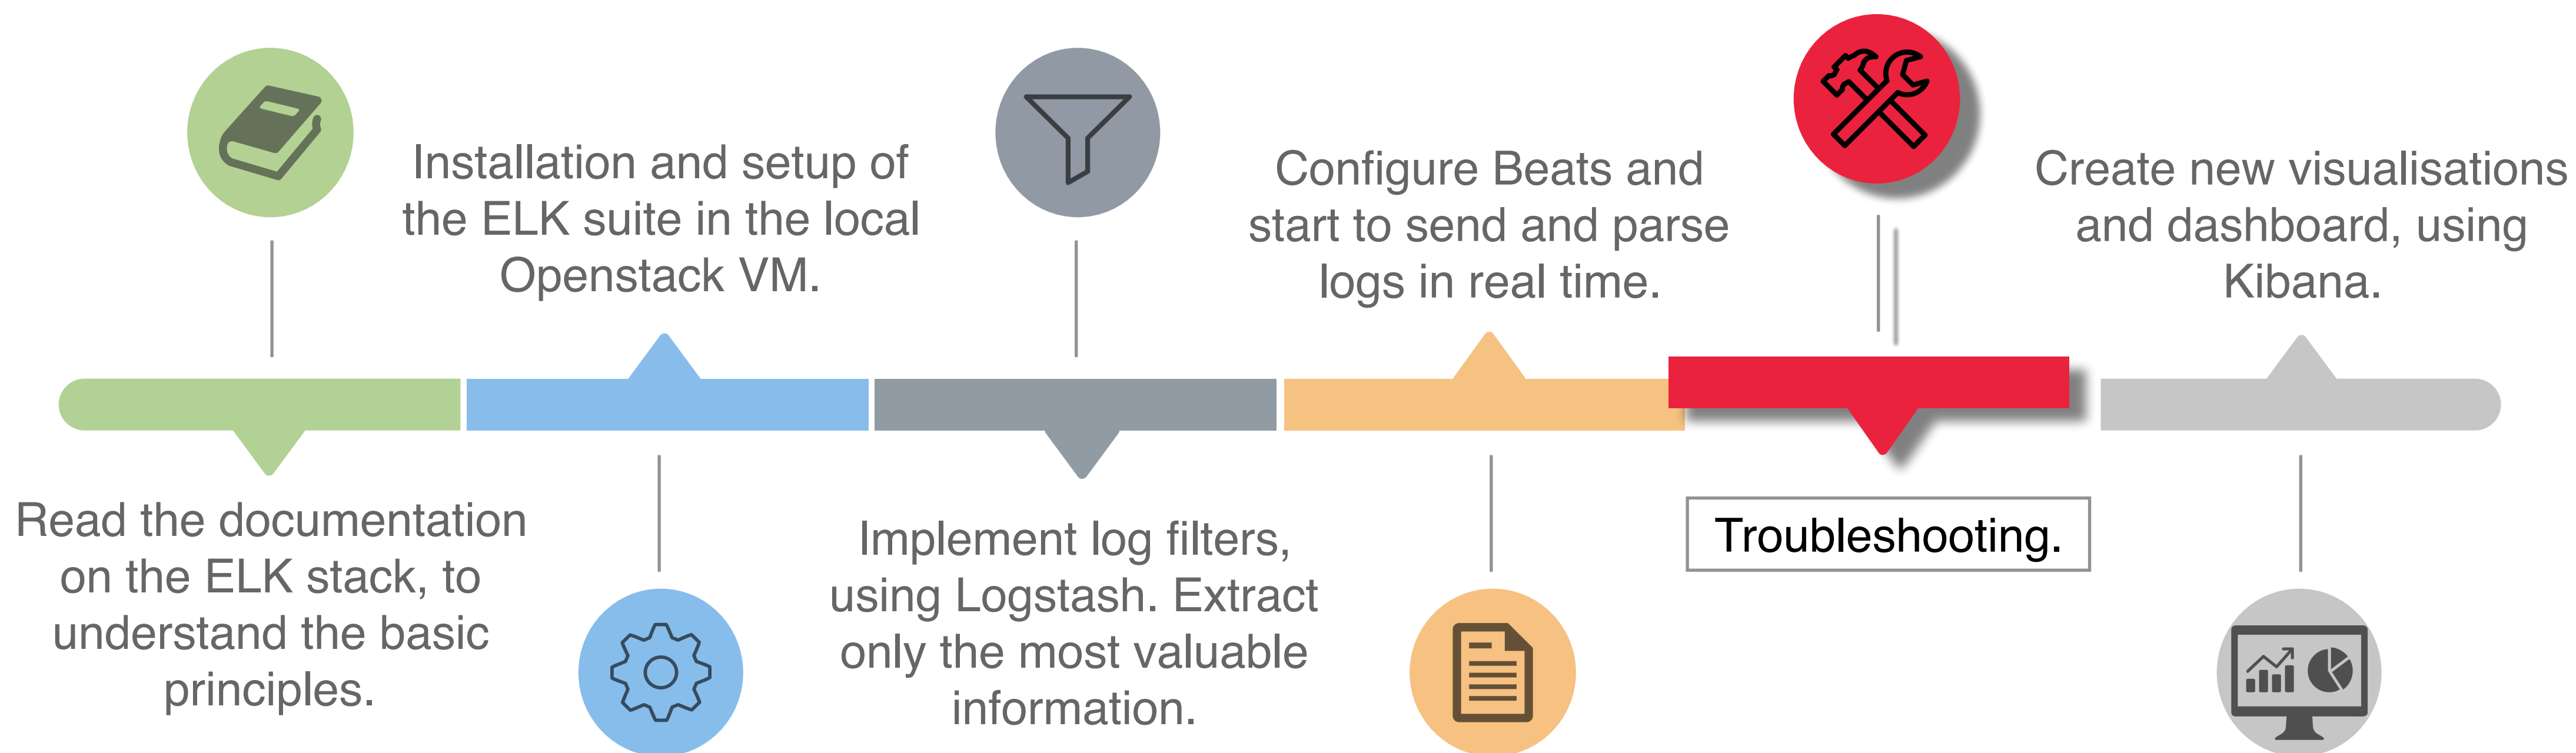 Read the documentation
on the ELK stack, to
understand the basic
principles.
Installation and setup of
the ELK suite in the local
Openstack VM.
Implement log filters,
using Logstash. Extract
only the most valuable
information.
Configure Beats and
start to send and parse
logs in real time.
Troubleshooting.
Create new visualisations
and dashboard, using
Kibana.